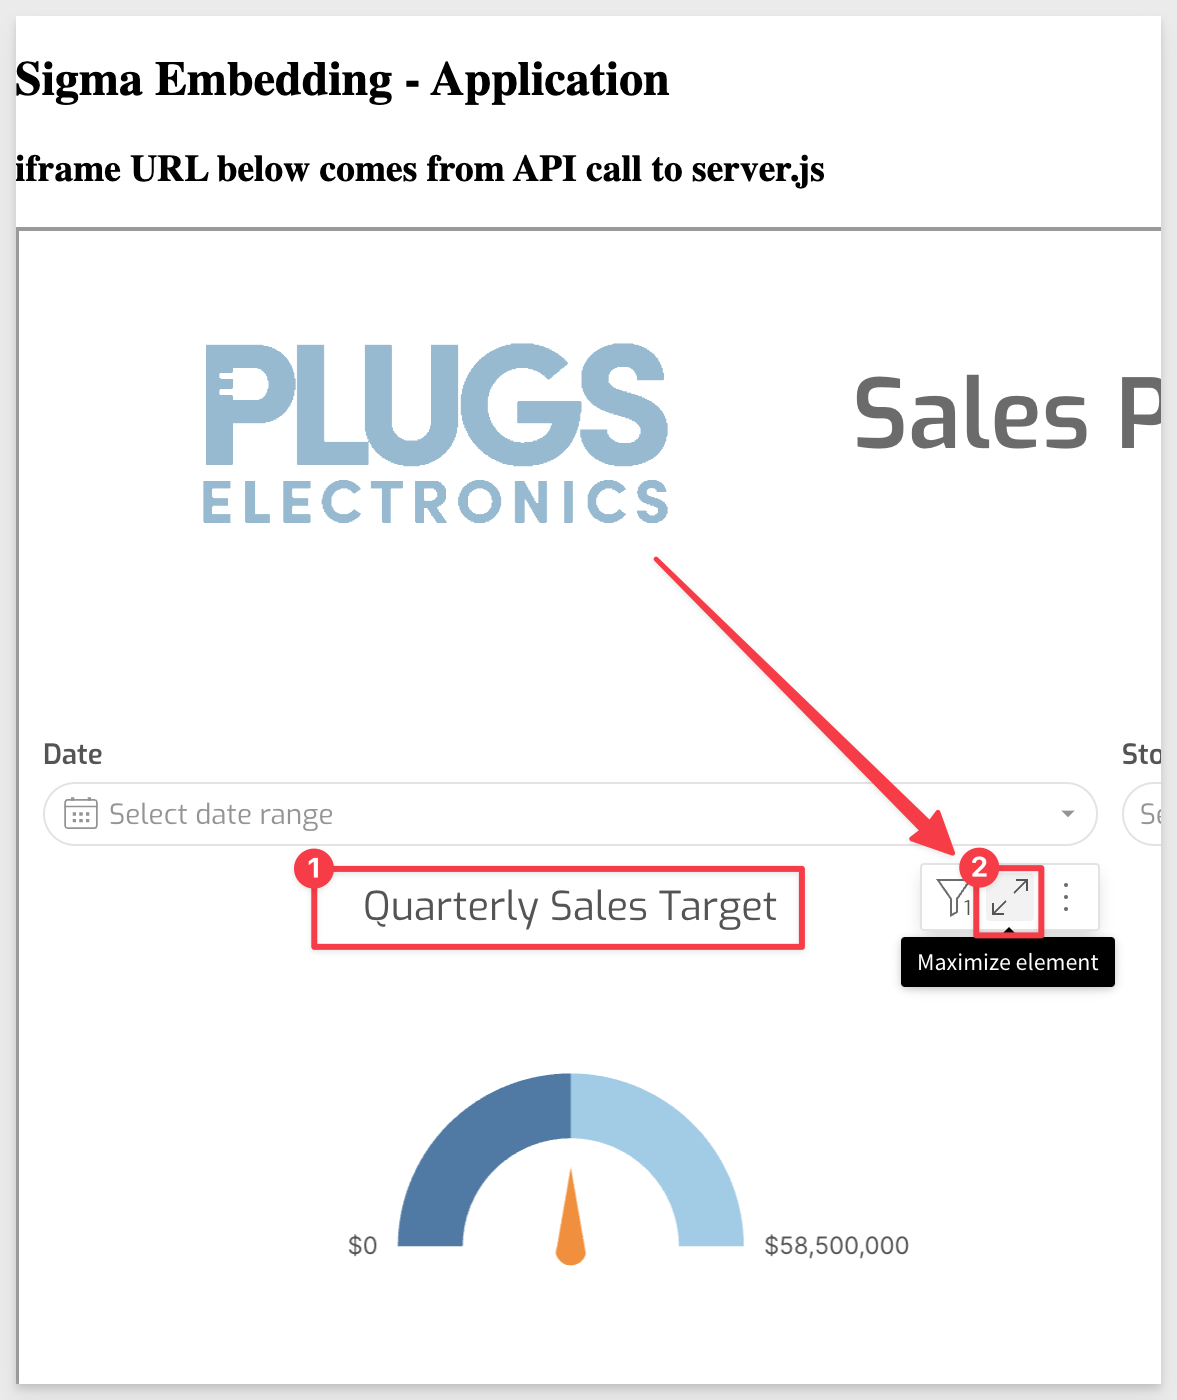 Sigma Embedding - Application
iframe URL below comes from API call to server.js
PLUGS
ELECTRONICS
Sales P
Date
Sto
Select date range
Se
1
Quarterly Sales Target
1
2
Maximize element
$0
$58,500,000